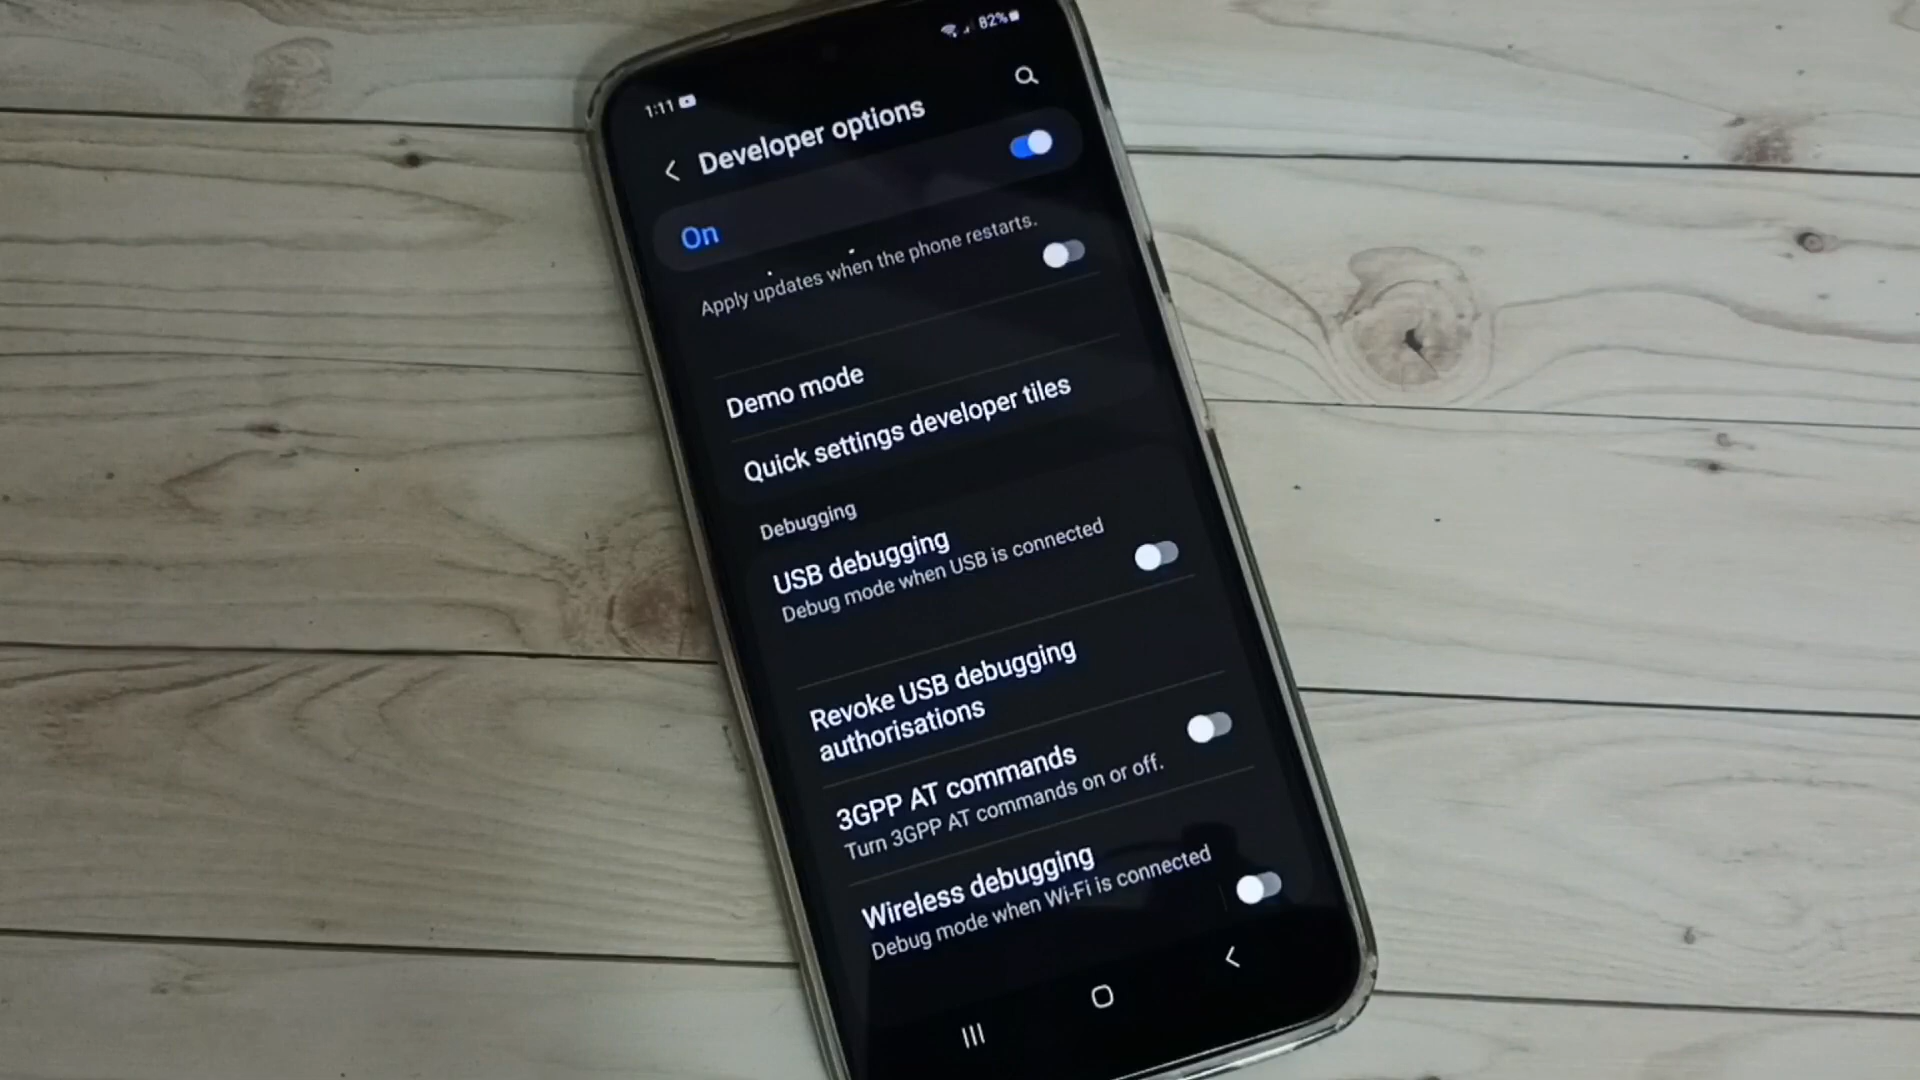 1:11
82%
Developer options
On
Apply updates when the phone restarts.
Demo mode
Quick settings developer tiles
Debugging
USB debugging
Debug mode when USB is connected
Revoke USB debugging
authorisations
3GPP AT commands
Turn 3GPP AT commands on or off.
Wireless debugging
Debug mode when Wi-Fi is connected